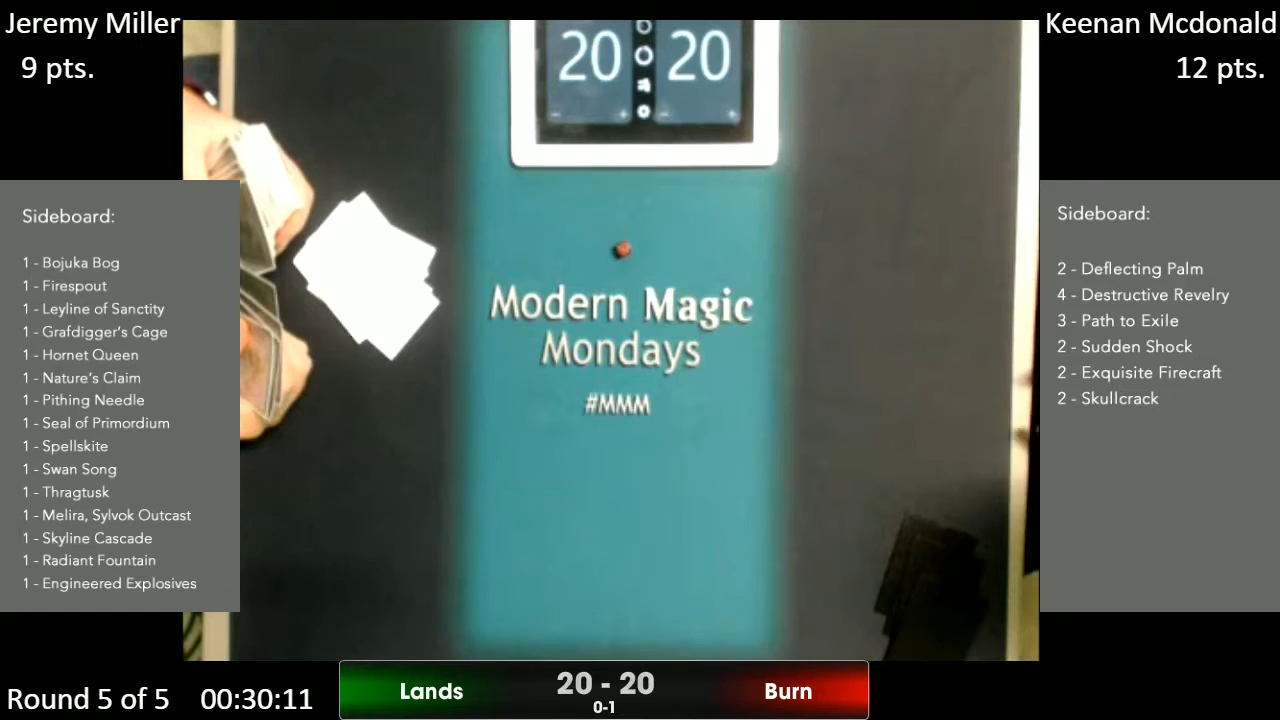 Jeremy Miller
9 pts.
Keenan Mcdonald
12 pts.
20 20
- + - +
Sideboard:
1 - Bojuka Bog
1 - Firespout
1 - Leyline of Sanctity
1 - Grafdigger's Cage
1 - Hornet Queen
1 - Nature's Claim
1 - Pithing Needle
1 - Seal of Primordium
1 - Spellskite
1 - Swan Song
1 - Thragtusk
1 - Melira, Sylvok Outcast
1 - Skyline Cascade
1 - Radiant Fountain
1 - Engineered Explosives
Modern Magic
Mondays
#MMM
Sideboard:
2 - Deflecting Palm
4 - Destructive Revelry
3 - Path to Exile
2 - Sudden Shock
2 - Exquisite Firecraft
2 - Skullcrack
Round 5 of 5 00:30:11
Lands 20 - 20 Burn
0-1